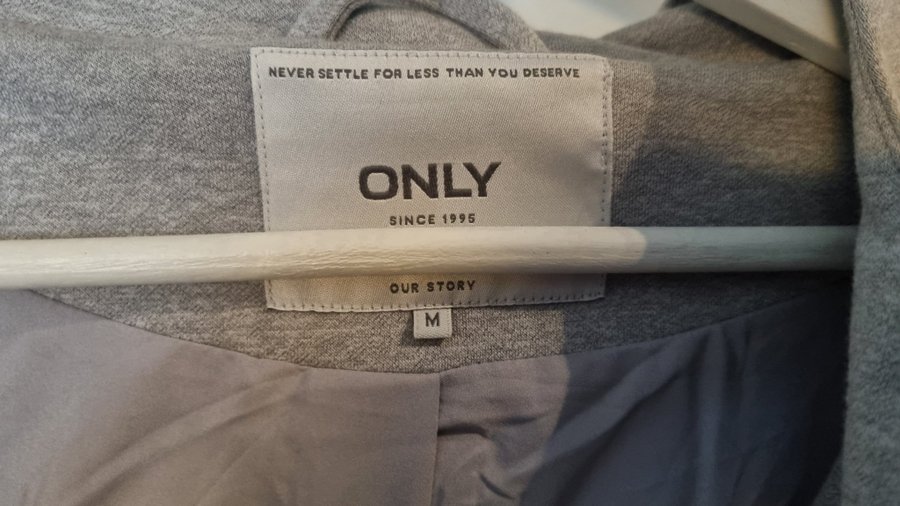 NEVER SETTLE FOR LESS THAN YOU DESERVE
ONLY
SINCE 1995
OUR STORY
M